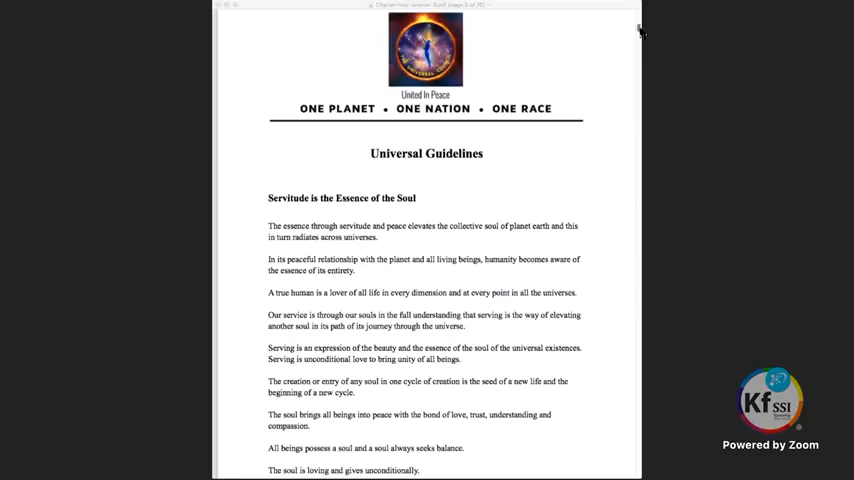 THE UNIVERSAL COUNCIL
United In Peace
ONE PLANET • ONE NATION • ONE RACE
Universal Guidelines
Servitude is the Essence of the Soul
The essence through servitude and peace elevates the collective soul of planet earth and this
in turn radiates across universes.
In its peaceful relationship with the planet and all living beings, humanity becomes aware of
the essence of its entirety.
A true human is a lover of all life in every dimension and at every point in all the universes.
Our service is through our souls in the full understanding that serving is the way of elevating
another soul in its path of its journey through the universe.
Serving is an expression of the beauty and the essence of the soul of the universal existences.
Serving is unconditional love to bring unity of all beings.
The creation or entry of any soul in one cycle of creation is the seed of a new life and the
beginning of a new cycle.
The soul brings all beings into peace with the bond of love, trust, understanding and
compassion.
All beings possess a soul and a soul always seeks balance.
The soul is loving and gives unconditionally.
Kf SSI
Powered by Zoom